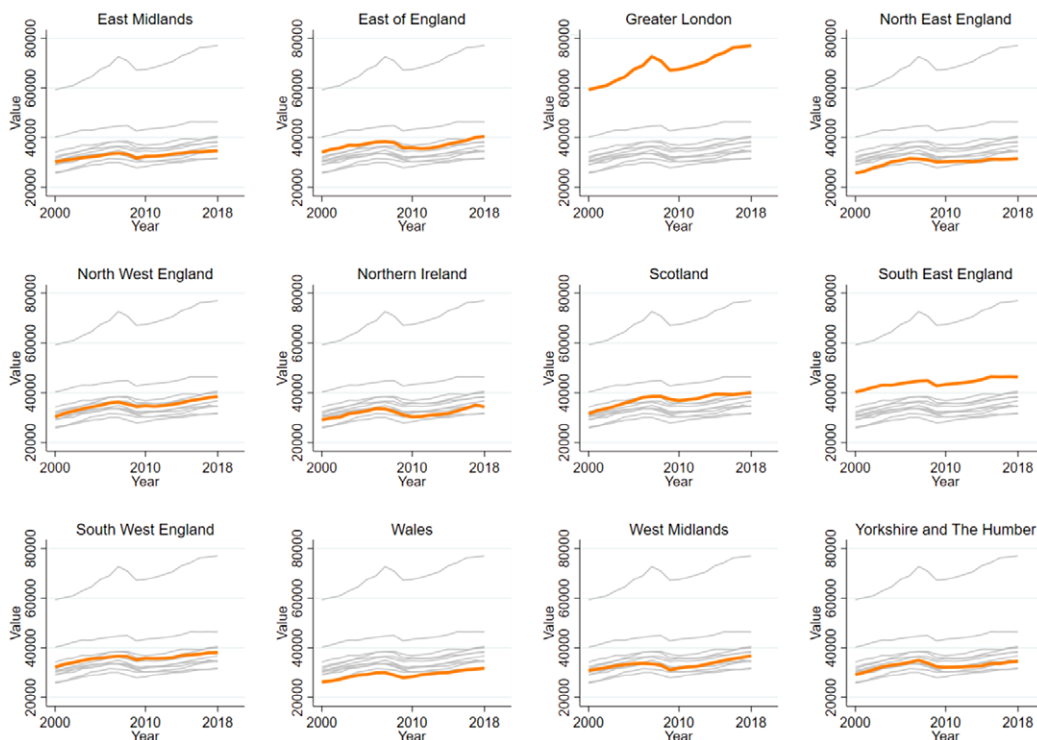 East Midlands
80000
60000
40000
20000
Value
2000 2010 2018
Year
East of England
80000
60000
40000
20000
Value
2000 2010 2018
Year
Greater London
80000
60000
40000
20000
Value
2000 2010 2018
Year
North East England
80000
60000
40000
20000
Value
2000 2010 2018
Year
North West England
80000
60000
40000
20000
Value
2000 2010 2018
Year
Northern Ireland
80000
60000
40000
20000
Value
2000 2010 2018
Year
Scotland
80000
60000
40000
20000
Value
2000 2010 2018
Year
South East England
80000
60000
40000
20000
Value
2000 2010 2018
Year
South West England
80000
60000
40000
20000
Value
2000 2010 2018
Year
Wales
80000
60000
40000
20000
Value
2000 2010 2018
Year
West Midlands
80000
60000
40000
20000
Value
2000 2010 2018
Year
Yorkshire and The Humber
80000
60000
40000
20000
Value
2000 2010 2018
Year